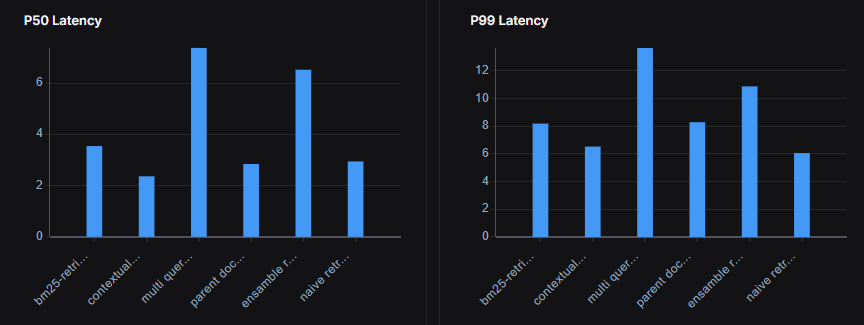 P50 Latency
6
4
2
0
bm25-retri...
contextual...
multi quer...
parent doc...
ensamble r...
naive retr...
P99 Latency
12
10
8
6
4
2
0
bm25-retri...
contextual...
multi quer...
parent doc...
ensamble r...
naive retr...